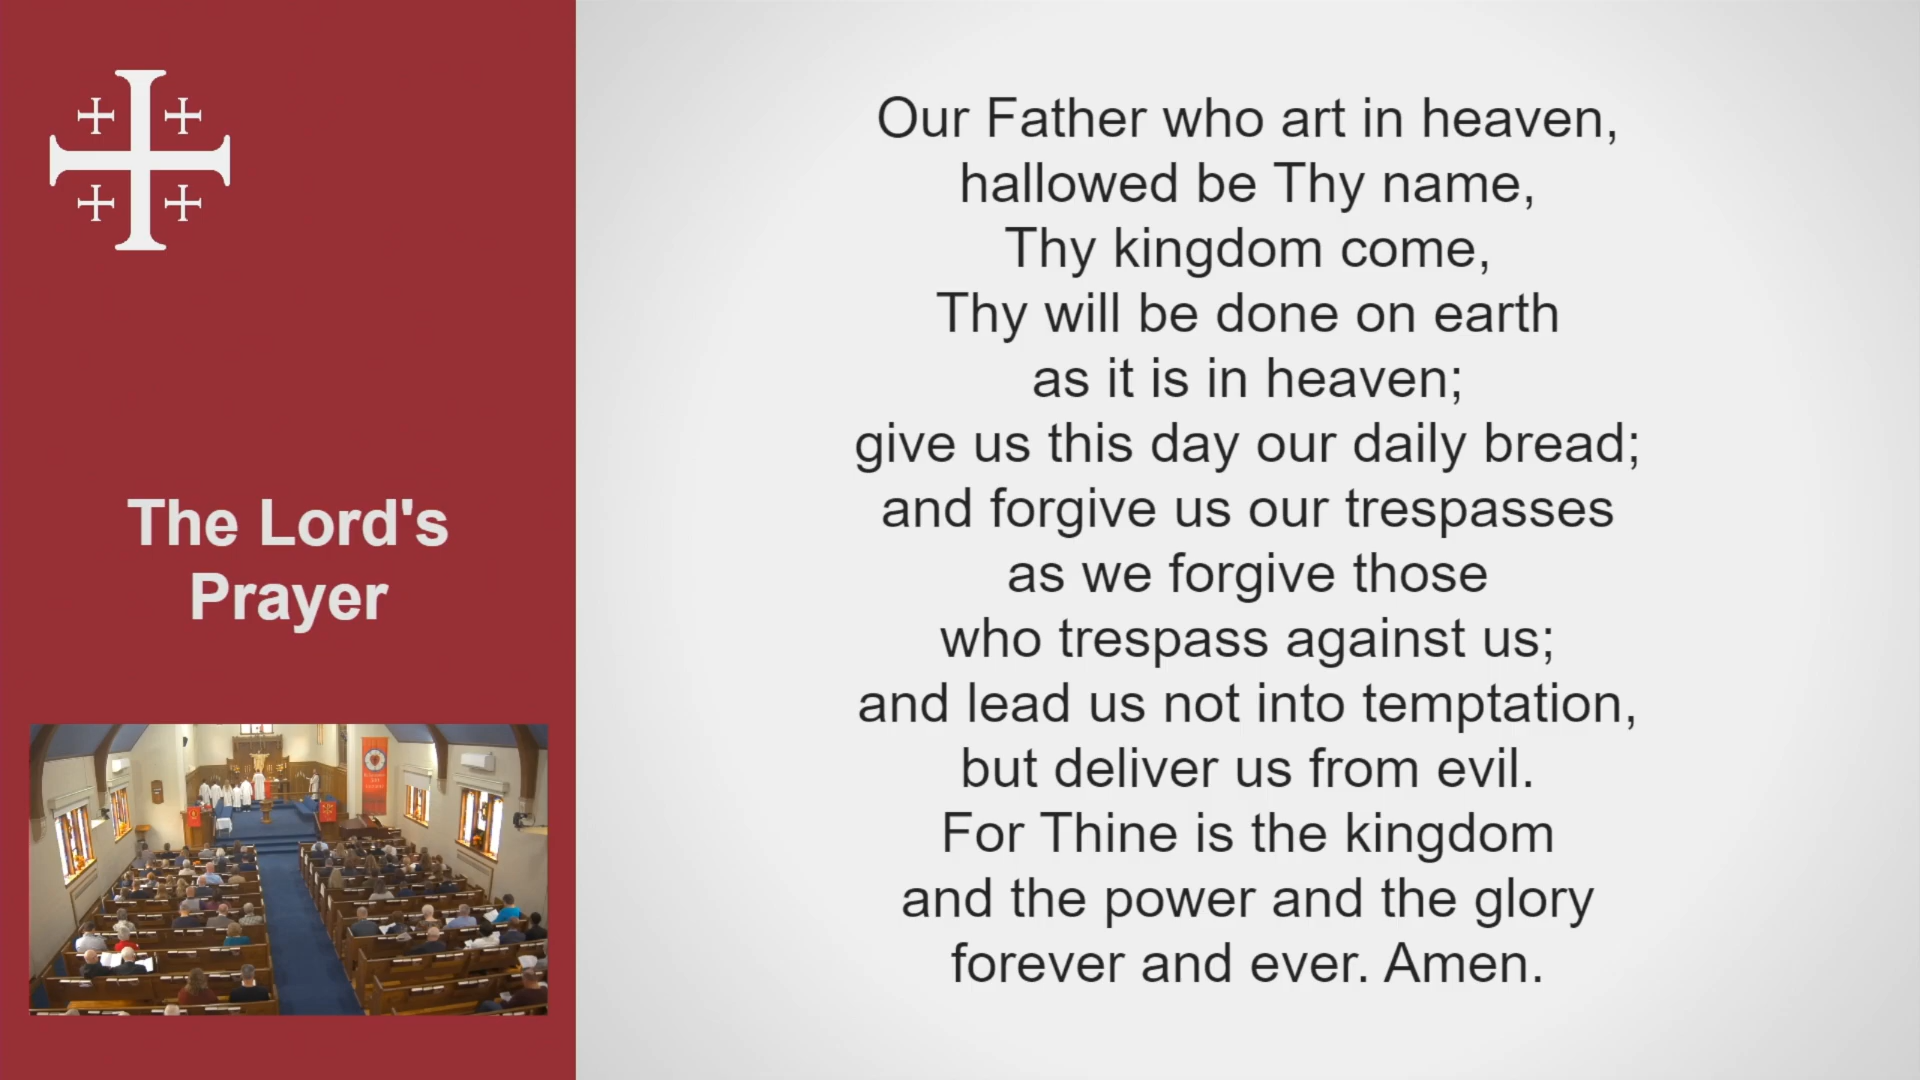 The Lord's
Prayer
Our Father who art in heaven,
hallowed be Thy name,
Thy kingdom come,
Thy will be done on earth
as it is in heaven;
give us this day our daily bread;
and forgive us our trespasses
as we forgive those
who trespass against us;
and lead us not into temptation,
but deliver us from evil.
For Thine is the kingdom
and the power and the glory
forever and ever. Amen.